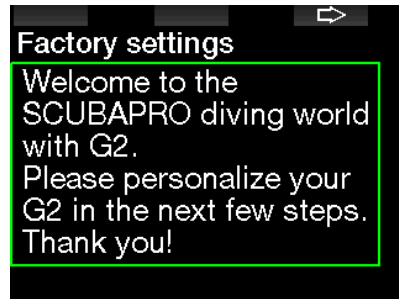 Factory settings
Welcome to the
SCUBAPRO diving world
with G2.
Please personalize your
G2 in the next few steps.
Thank you!